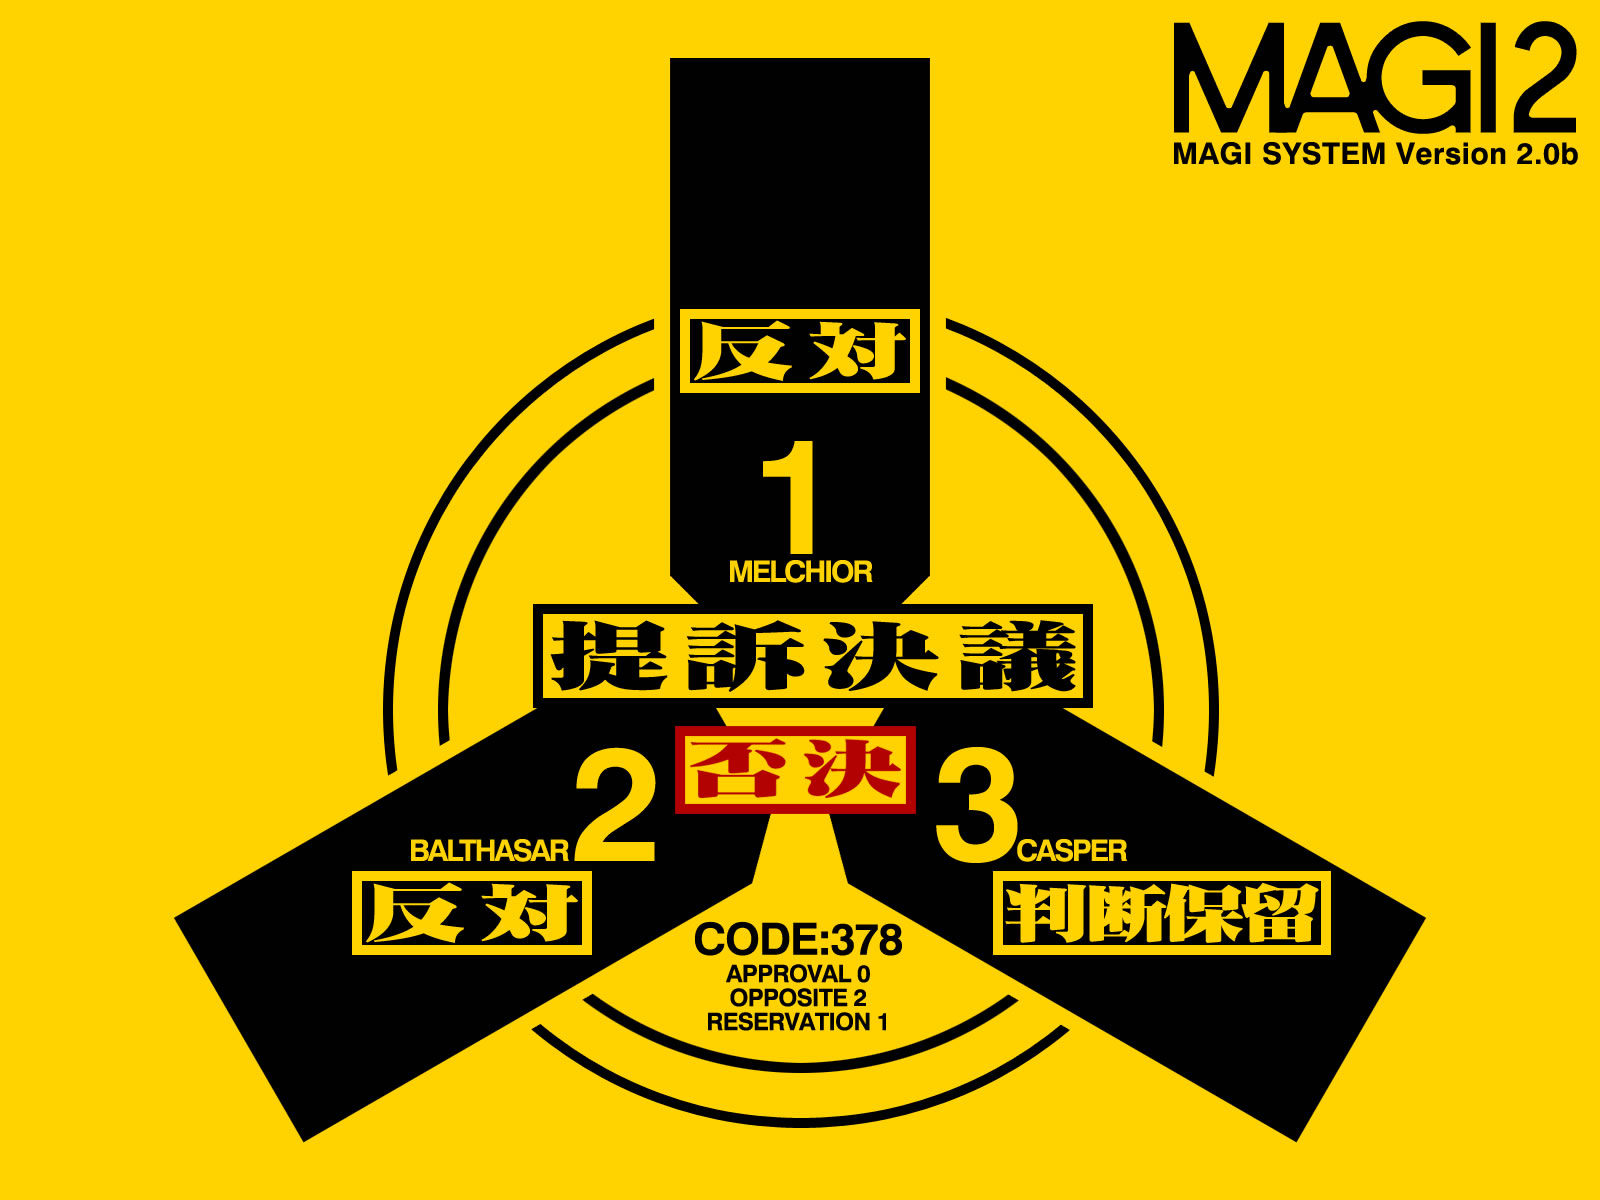 MAGI2
MAGI SYSTEM Version 2.0b
反対
1
MELCHIOR
提訴決議
否決
2
BALTHASAR
反対
3
CASPER
判断保留
CODE:378
APPROVAL 0
OPPOSITE 2
RESERVATION 1